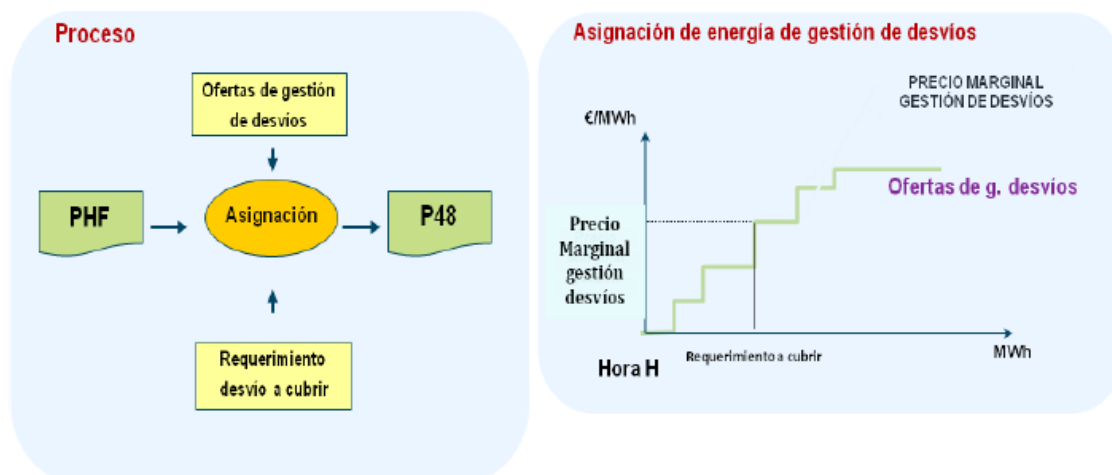 Proceso
Ofertas de gestión
de desvíos
PHF
Asignación
P48
Requerimiento
desvío a cubrir
Asignación de energía de gestión de desvíos
PRECIO MARGINAL
GESTIÓN DE DESVÍOS
€/MWh
Ofertas de g. desvíos
Precio
Marginal
gestión
desvíos
Hora H
Requerimiento a cubrir
MWh